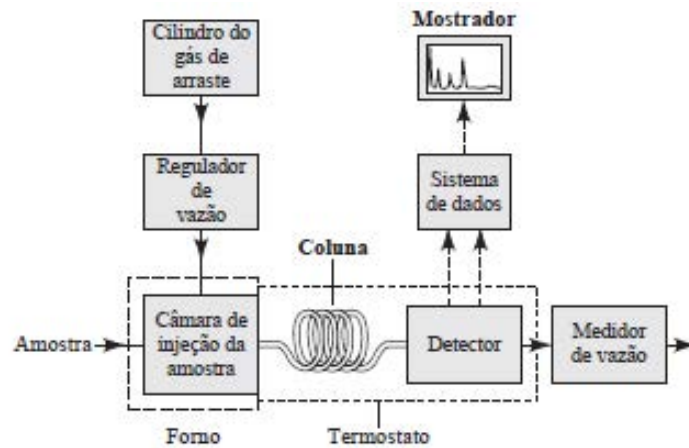 Mostrador
Cilindro do
gás de
arraste
Regulador
de
vazão
Sistema
de dados
Coluna
Amostra
Câmara de
injeção da
amostra
Detector
Medidor
de vazão
Forno
Termostato